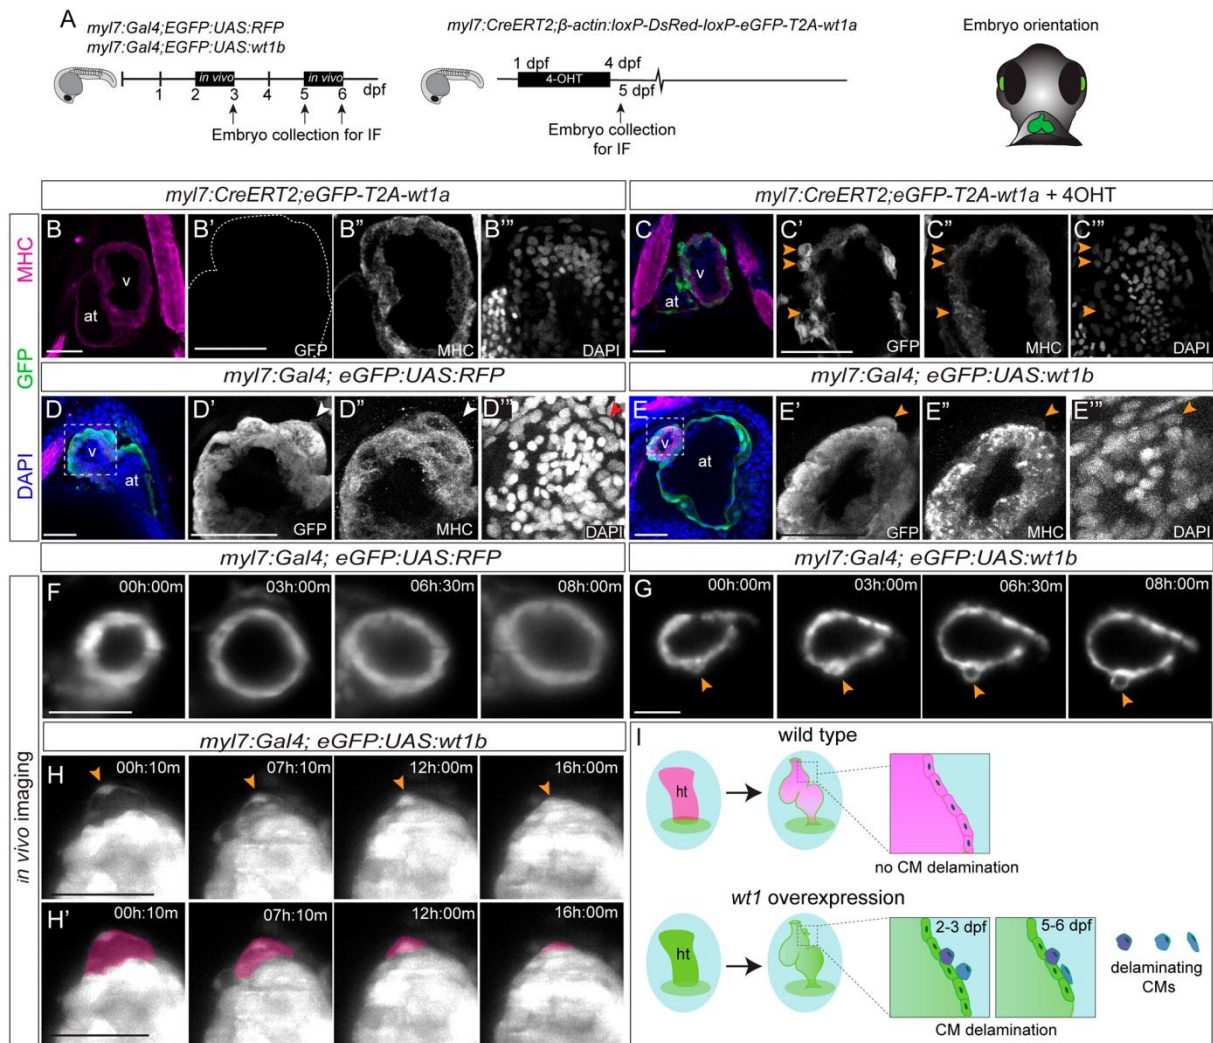 A
myl7:Gal4;EGFP:UAS:RFP
myl7:Gal4;EGFP:UAS:wt1b
in vivo
in vivo
1 2 3 4 5 6 dpf
Embryo collection for IF
myl7:CreERT2;β-actin:loxP-DsRed-loxP-eGFP-T2A-wt1a
1 dpf 4 dpf
4-OHT
5 dpf
Embryo collection
for IF
Embryo orientation
MHC
GFP
DAPI
myl7:CreERT2;eGFP-T2A-wt1a
B v at
B' GFP
B" MHC
B"' DAPI
myl7:CreERT2;eGFP-T2A-wt1a + 4OHT
C v at
C' GFP
C" MHC
C"' DAPI
myl7:Gal4; eGFP:UAS:RFP
D v at
D' GFP
D" MHC
D"' DAPI
myl7:Gal4; eGFP:UAS:wt1b
E v at
E' GFP
E" MHC
E"' DAPI
in vivo imaging
myl7:Gal4; eGFP:UAS:RFP
F 00h:00m 03h:00m 06h:30m 08h:00m
myl7:Gal4; eGFP:UAS:wt1b
G 00h:00m 03h:00m 06h:30m 08h:00m
myl7:Gal4; eGFP:UAS:wt1b
H 00h:10m 07h:10m 12h:00m 16h:00m
H' 00h:10m 07h:10m 12h:00m 16h:00m
I
wild type
ht
no CM delamination
wt1 overexpression
ht
2-3 dpf 5-6 dpf
delaminating
CMs
CM delamination